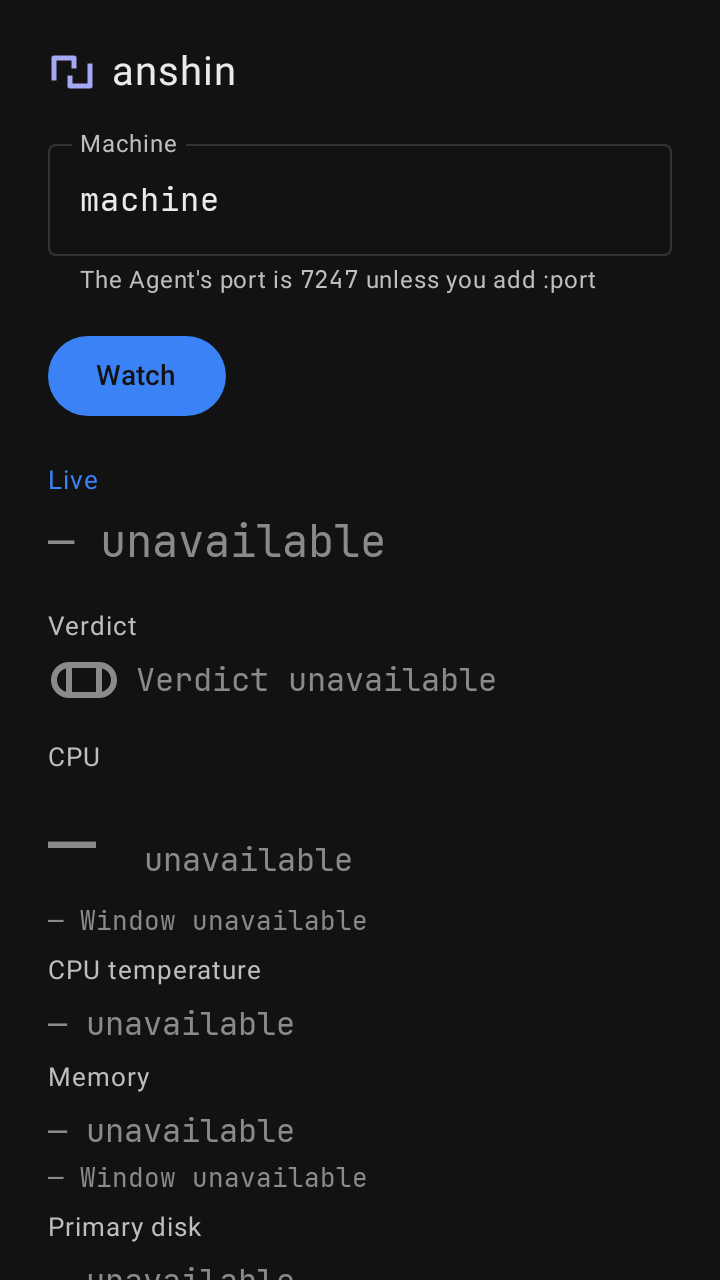 anshin
Machine
machine
The Agent's port is 7247 unless you add :port
Watch
Live
— unavailable
Verdict
Verdict unavailable
CPU
— unavailable
— Window unavailable
CPU temperature
— unavailable
Memory
— unavailable
— Window unavailable
Primary disk
unavailable